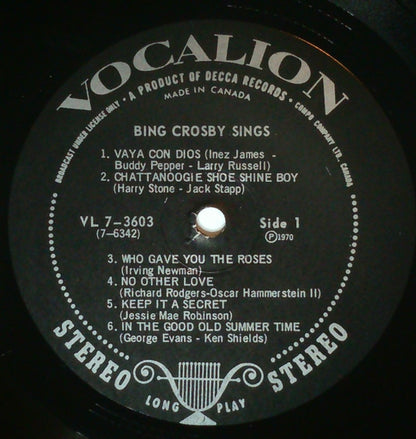 VOCALION
BROADCAST UNDER LICENSE ONLY • A PRODUCT OF DECCA RECORDS • COMPO COMPANY LTD. CANADA
MADE IN CANADA
BING CROSBY SINGS
1. VAYA CON DIOS (Inez James -
Buddy Pepper - Larry Russell)
2. CHATTANOOGIE SHOE SHINE BOY
(Harry Stone - Jack Stapp)
VL 7-3603
(7-6342)
Side 1
Ⓟ1970
3. WHO GAVE YOU THE ROSES
(Irving Newman)
4. NO OTHER LOVE
(Richard Rodgers-Oscar Hammerstein II)
5. KEEP IT A SECRET
(Jessie Mae Robinson)
6. IN THE GOOD OLD SUMMER TIME
(George Evans - Ken Shields)
STEREO LONG PLAY STEREO